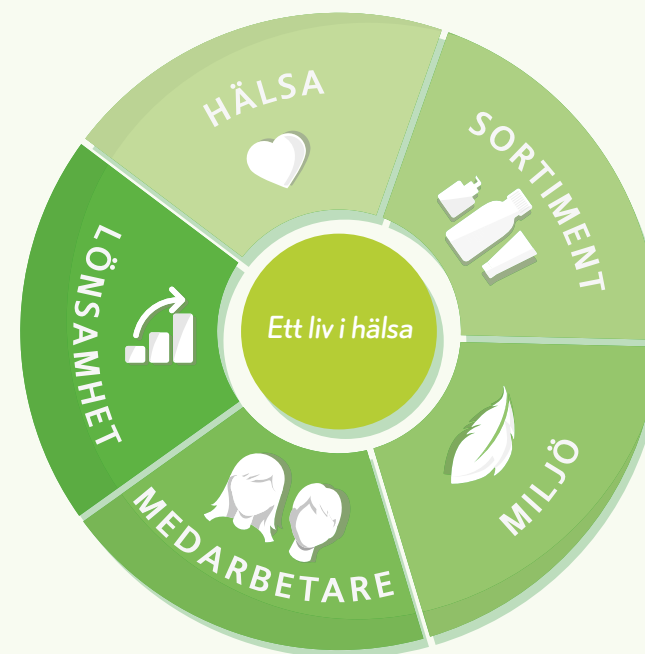 HÄLSA
SORTIMENT
MILJÖ
MEDARBETARE
LÖNSAMHET
Ett liv i hälsa